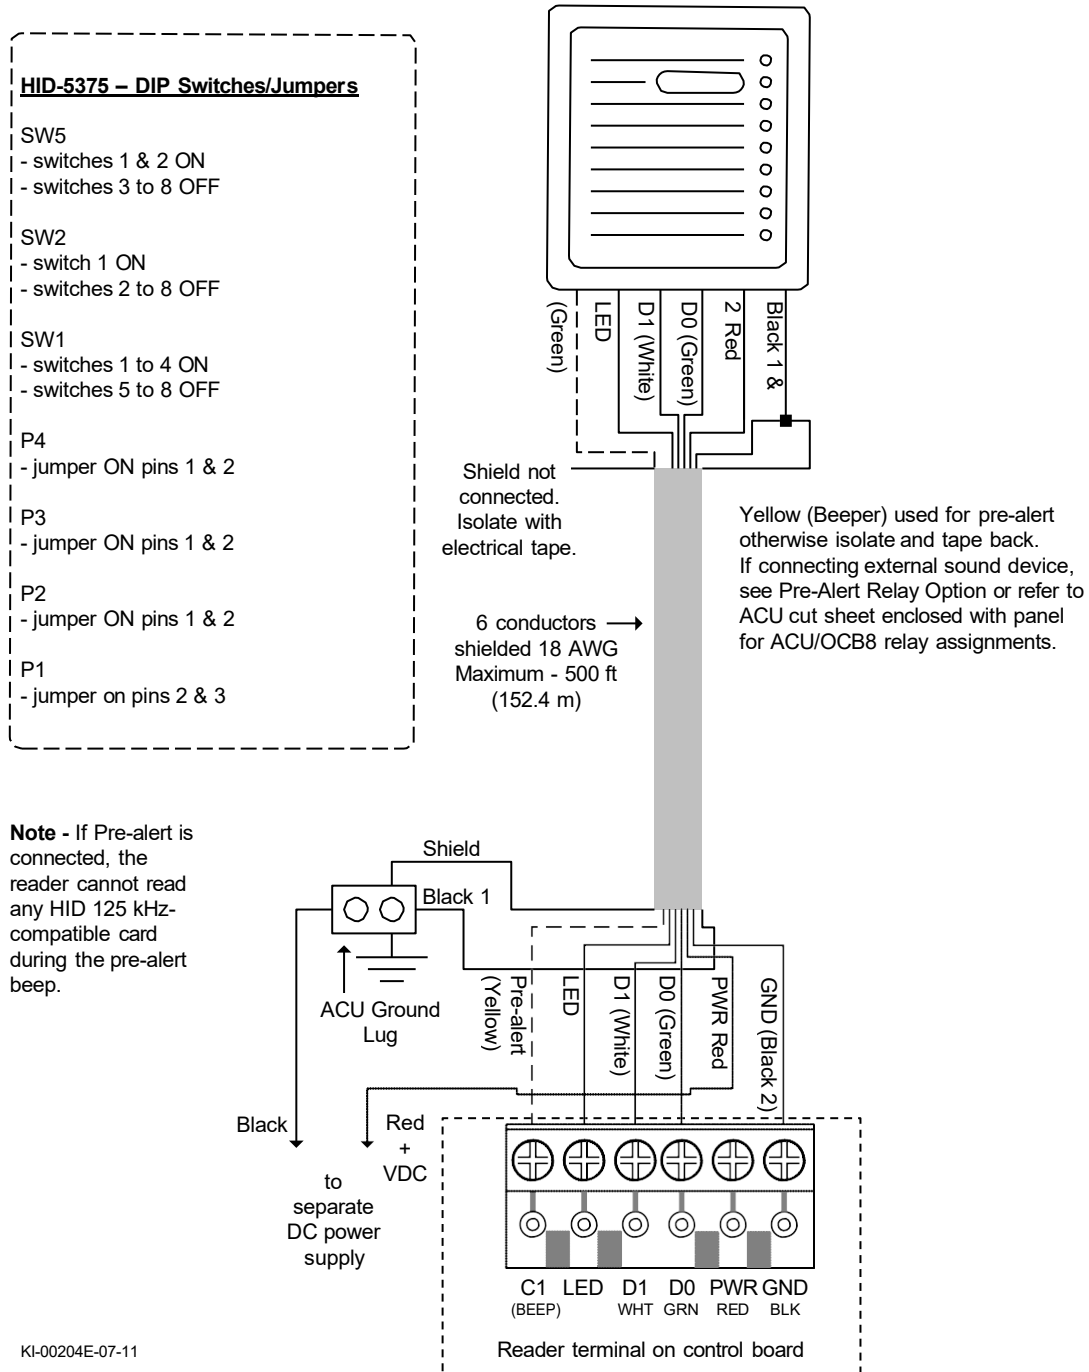 HID-5375 – DIP Switches/Jumpers
SW5
- switches 1 & 2 ON
- switches 3 to 8 OFF
SW2
- switch 1 ON
- switches 2 to 8 OFF
SW1
- switches 1 to 4 ON
- switches 5 to 8 OFF
P4
- jumper ON pins 1 & 2
P3
- jumper ON pins 1 & 2
P2
- jumper ON pins 1 & 2
P1
- jumper on pins 2 & 3
(Green)
LED
D1 (White)
D0 (Green)
2 Red
Black 1 &
Shield not
connected.
Isolate with
electrical tape.
Yellow (Beeper) used for pre-alert
otherwise isolate and tape back.
If connecting external sound device,
see Pre-Alert Relay Option or refer to
ACU cut sheet enclosed with panel
for ACU/OCB8 relay assignments.
6 conductors
shielded 18 AWG
Maximum - 500 ft
(152.4 m)
Note - If Pre-alert is
connected, the
reader cannot read
any HID 125 kHz-
compatible card
during the pre-alert
beep.
Shield
Black 1
ACU Ground
Lug
Pre-alert
(Yellow)
LED
D1 (White)
D0 (Green)
PWR Red
GND (Black 2)
Black
Red
+
VDC
to
separate
DC power
supply
C1 LED D1 D0 PWR GND
(BEEP) WHT GRN RED BLK
Reader terminal on control board
KI-00204E-07-11